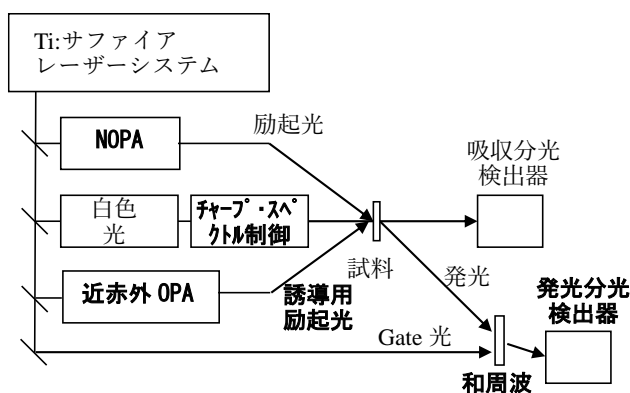 Ti:サファイア
レーザーシステム
NOPA
励起光
吸収分光
検出器
白色
光
ﾁｬｰﾌﾟ・ｽﾍﾟ
ｸﾄﾙ制御
試料
発光
近赤外 OPA
誘導用
励起光
発光分光
検出器
Gate 光
和周波